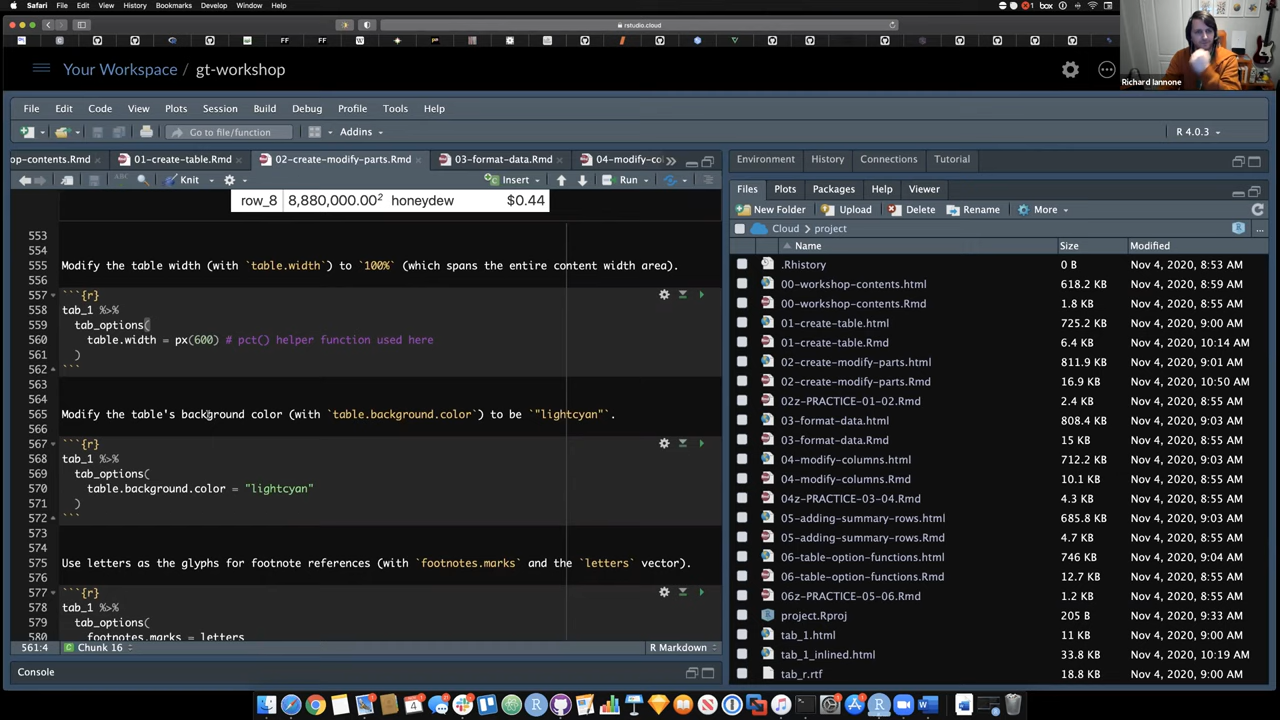 Safari File Edit View History Bookmarks Develop Window Help
rstudio.cloud
Richard Iannone
Your Workspace / gt-workshop
File Edit Code View Plots Session Build Debug Profile Tools Help
Go to file/function Addins R 4.0.3
op-contents.Rmd 01-create-table.Rmd 02-create-modify-parts.Rmd 03-format-data.Rmd 04-modify-co
Knit Insert Run
row_8 8,880,000.00² honeydew $0.44
553
554
555 Modify the table width (with `table.width`) to `100%` (which spans the entire content width area).
556
557 ```{r}
558 tab_1 %>%
559 tab_options(
560 table.width = px(600) # pct() helper function used here
561 )
562 ```
563
564
565 Modify the table's background color (with `table.background.color`) to be `"lightcyan"`.
566
567 ```{r}
568 tab_1 %>%
569 tab_options(
570 table.background.color = "lightcyan"
571 )
572 ```
573
574
575 Use letters as the glyphs for footnote references (with `footnotes.marks` and the `letters` vector).
576
577 ```{r}
578 tab_1 %>%
579 tab_options(
580 footnotes.marks = letters
561:4 Chunk 16 R Markdown
Console
Environment History Connections Tutorial
Files Plots Packages Help Viewer
New Folder Upload Delete Rename More
Cloud project
Name Size Modified
.Rhistory 0 B Nov 4, 2020, 8:53 AM
00-workshop-contents.html 618.2 KB Nov 4, 2020, 9:03 AM
00-workshop-contents.Rmd 1.8 KB Nov 4, 2020, 8:55 AM
01-create-table.html 725.2 KB Nov 4, 2020, 9:00 AM
01-create-table.Rmd 6.4 KB Nov 4, 2020, 10:14 AM
02-create-modify-parts.html 811.9 KB Nov 4, 2020, 9:03 AM
02-create-modify-parts.Rmd 16.9 KB Nov 4, 2020, 10:50 AM
02z-PRACTICE-01-02.Rmd 2.4 KB Nov 4, 2020, 8:55 AM
03-format-data.html 808.4 KB Nov 4, 2020, 9:03 AM
03-format-data.Rmd 15 KB Nov 4, 2020, 8:55 AM
04-modify-columns.html 712.2 KB Nov 4, 2020, 9:03 AM
04-modify-columns.Rmd 10.1 KB Nov 4, 2020, 8:55 AM
04z-PRACTICE-03-04.Rmd 4.3 KB Nov 4, 2020, 8:55 AM
05-adding-summary-rows.html 685.8 KB Nov 4, 2020, 9:03 AM
05-adding-summary-rows.Rmd 4.7 KB Nov 4, 2020, 8:55 AM
06-table-option-functions.html 746 KB Nov 4, 2020, 9:04 AM
06-table-option-functions.Rmd 12.7 KB Nov 4, 2020, 8:55 AM
06z-PRACTICE-05-06.Rmd 1.2 KB Nov 4, 2020, 8:55 AM
project.Rproj 205 B Nov 4, 2020, 9:33 AM
tab_1.html 11 KB Nov 4, 2020, 9:00 AM
tab_1_inlined.html 33.8 KB Nov 4, 2020, 10:19 AM
tab_r.rtf 18.8 KB Nov 4, 2020, 8:55 AM